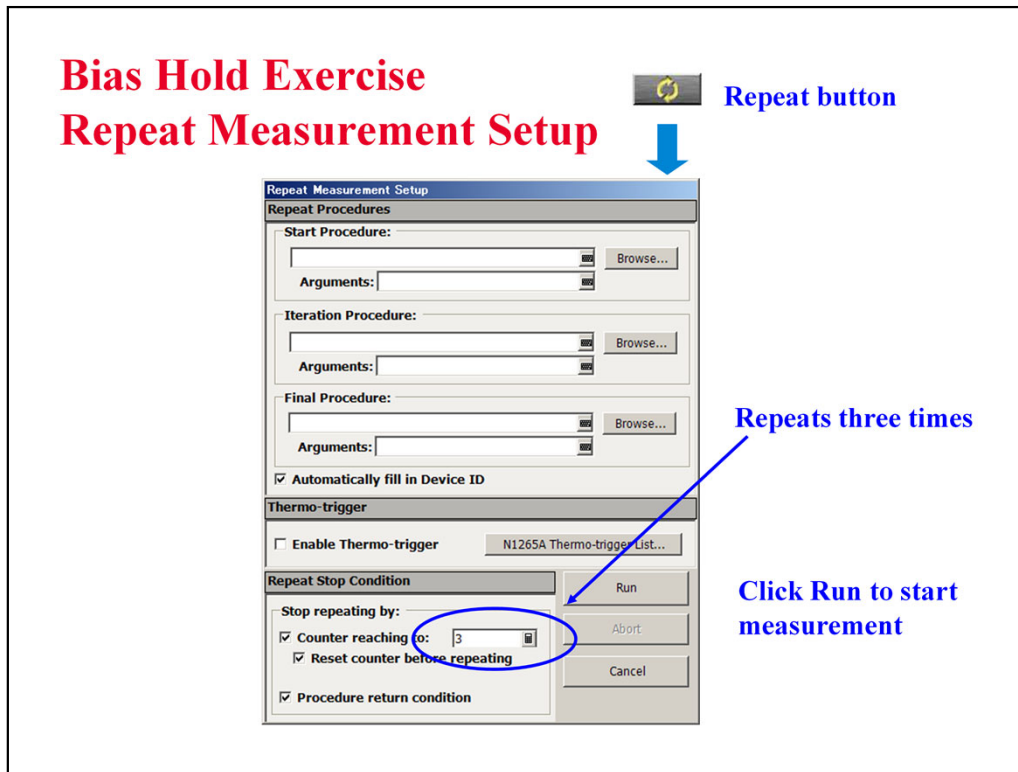 Bias Hold Exercise
Repeat Measurement Setup
Repeat button
Repeat Measurement Setup
Repeat Procedures
Start Procedure:
Browse...
Arguments:
Iteration Procedure:
Browse...
Arguments:
Final Procedure:
Browse...
Arguments:
Automatically fill in Device ID
Thermo-trigger
Enable Thermo-trigger
N1265A Thermo-trigger List...
Repeat Stop Condition
Stop repeating by:
Counter reaching to: 3
Reset counter before repeating
Procedure return condition
Run
Abort
Cancel
Repeats three times
Click Run to start
measurement